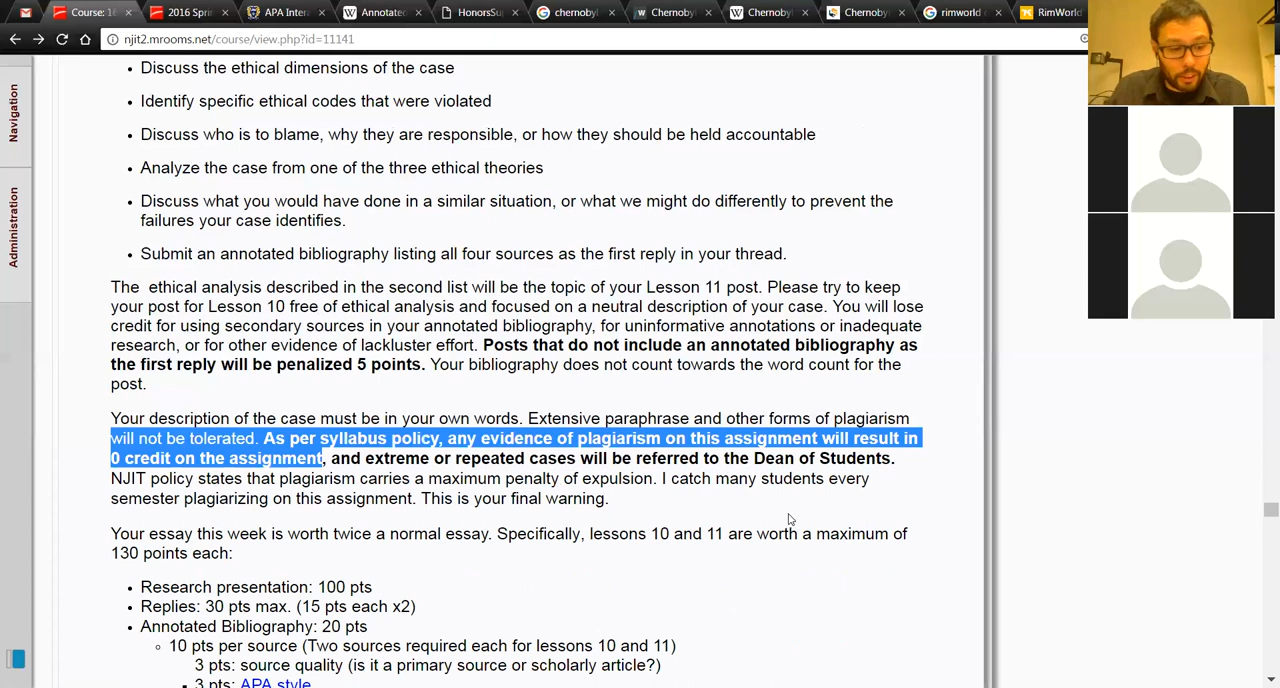 Course: 16
2016 Spri
APA Inter
Annotated
HonorsSu
chernobyl
Chernoby
Chernoby
Chernob
rimworld
RimWorld
njit2.mrooms.net/course/view.php?id=11141
Navigation
Administration
• Discuss the ethical dimensions of the case
• Identify specific ethical codes that were violated
• Discuss who is to blame, why they are responsible, or how they should be held accountable
• Analyze the case from one of the three ethical theories
• Discuss what you would have done in a similar situation, or what we might do differently to prevent the
failures your case identifies.
• Submit an annotated bibliography listing all four sources as the first reply in your thread.
The ethical analysis described in the second list will be the topic of your Lesson 11 post. Please try to keep
your post for Lesson 10 free of ethical analysis and focused on a neutral description of your case. You will lose
credit for using secondary sources in your annotated bibliography, for uninformative annotations or inadequate
research, or for other evidence of lackluster effort. Posts that do not include an annotated bibliography as
the first reply will be penalized 5 points. Your bibliography does not count towards the word count for the
post.
Your description of the case must be in your own words. Extensive paraphrase and other forms of plagiarism
will not be tolerated. As per syllabus policy, any evidence of plagiarism on this assignment will result in
0 credit on the assignment, and extreme or repeated cases will be referred to the Dean of Students.
NJIT policy states that plagiarism carries a maximum penalty of expulsion. I catch many students every
semester plagiarizing on this assignment. This is your final warning.
Your essay this week is worth twice a normal essay. Specifically, lessons 10 and 11 are worth a maximum of
130 points each:
• Research presentation: 100 pts
• Replies: 30 pts max. (15 pts each x2)
• Annotated Bibliography: 20 pts
◦ 10 pts per source (Two sources required each for lessons 10 and 11)
3 pts: source quality (is it a primary source or scholarly article?)
3 pts: APA style